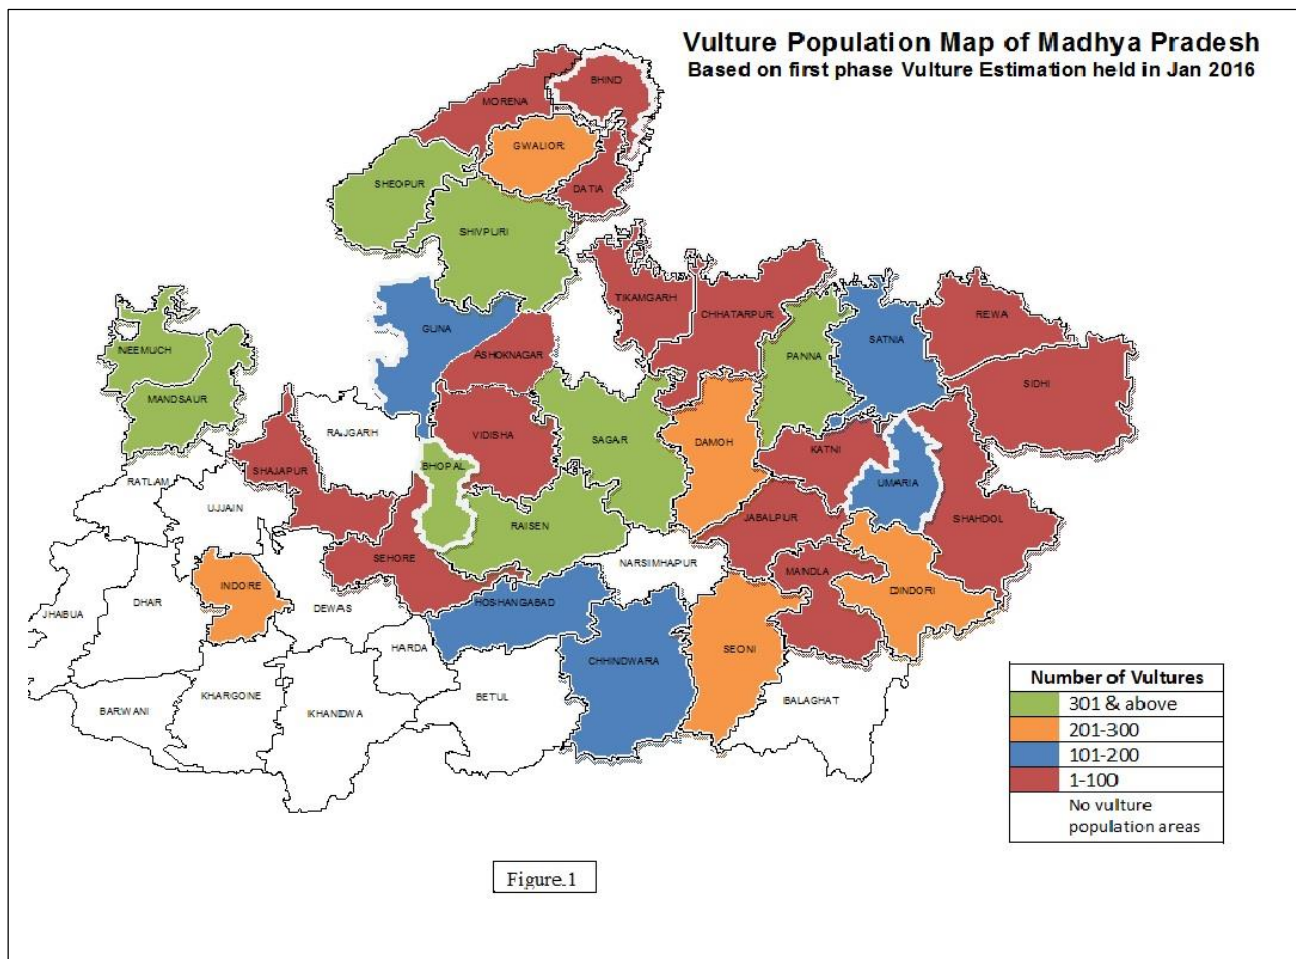 Vulture Population Map of Madhya Pradesh
Based on first phase Vulture Estimation held in Jan 2016
BHIND
MORENA
GWALIOR
DATIA
SHEOPUR
SHIVPURI
TIKAMGARH
CHHATARPUR
REWA
GUNA
SATNIA
NEEMUCH
ASHOKNAGAR
PANNA
SIDHI
MANDSAUR
RAJGARH
VIDISHA
SAGAR
DAMOH
KATNI
BHOPAL
SHAJAPUR
RATLAM
UMARIA
UJJAIN
RAISEN
JABALPUR
SHAHDOL
SEHORE
NARSIMHAPUR
MANDLA
INDORE
DINDORI
DHAR
HOSHANGABAD
JHABUA
DEWAS
HARDA
SEONI
CHHINDWARA
KHARGONE
BETUL
IBALAGHAT
BARWANI
IKHANIDWA
Number of Vultures
301 & above
201-300
101-200
1-100
No vulture
population areas
Figure.1